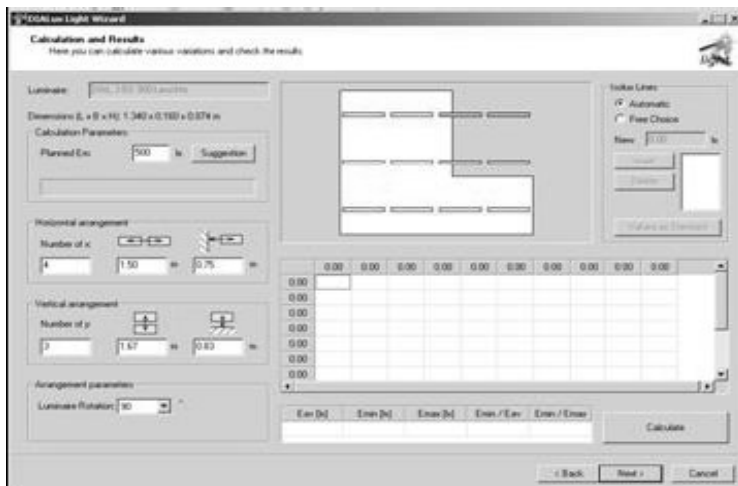 DIALux Light Wizard
Calculation and Results
Here you can calculate various variations and check the results
Luminaire:
Dimensions (L x B x H): 1.340 x 0.160 x 0.074 m
Calculation Parameters
Planned Em: 500 lx Suggestion
Horizontal arrangement
Number of x:
4 1.50 m 0.75 m
Vertical arrangement
Number of y
3 1.67 m 0.83 m
Arrangement parameters
Luminaire Rotation: 90 °
Isolux Lines
Automatic
Free Choice
New: 0.00 lx
Insert
Delete
0.00 0.00 0.00 0.00 0.00 0.00 0.00 0.00 0.00
0.00
0.00
0.00
0.00
0.00
0.00
0.00
Eav [lx] Emin [lx] Emax [lx] Emin / Eav Emin / Emax
Calculate
< Back Next > Cancel